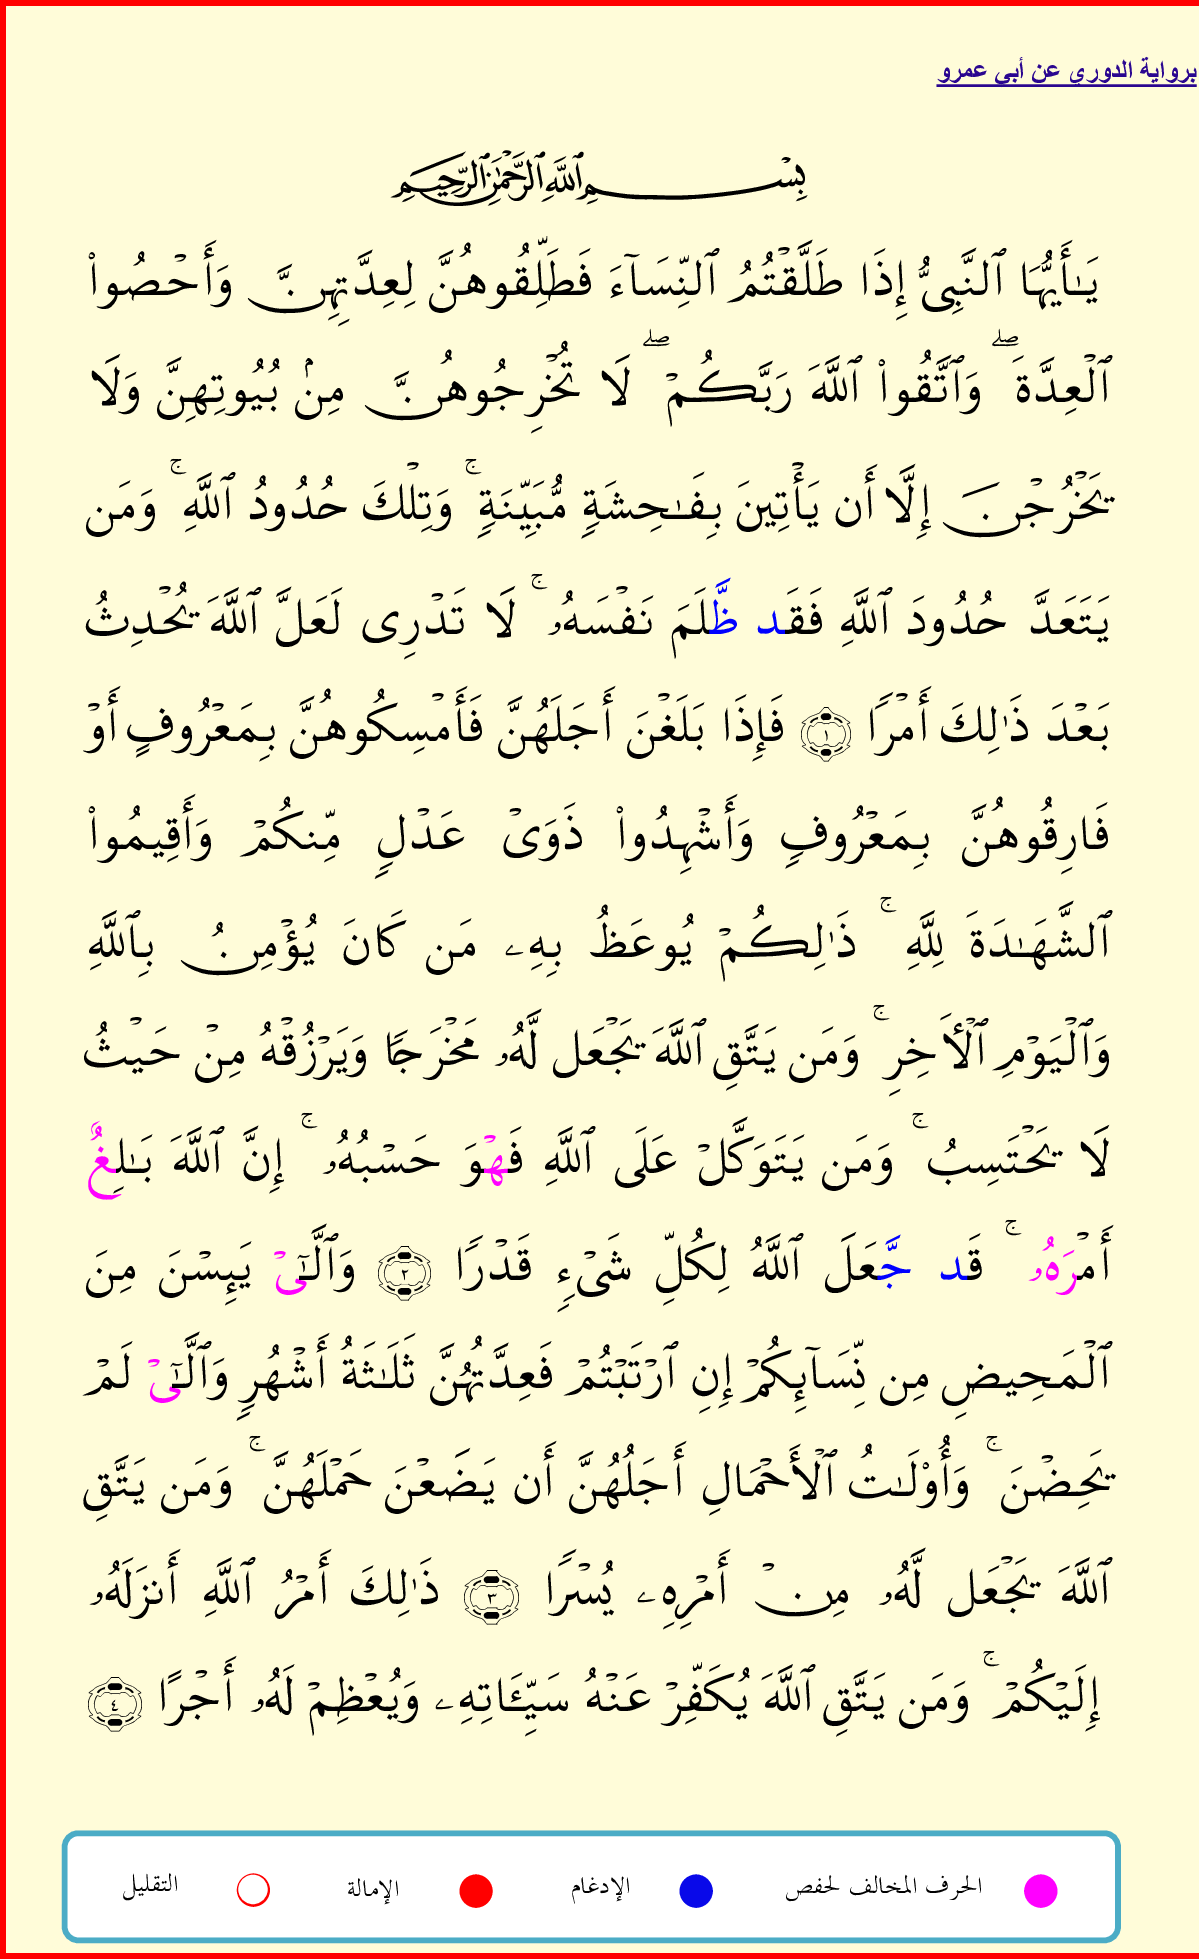 برواية الدوري عن أبي عمرو
بِسۡمِ ٱللَّهِ ٱلرَّحۡمَٰنِ ٱلرَّحِيمِ
يَـٰٓأَيُّهَا ٱلنَّبِىُّ إِذَا طَلَّقۡتُمُ ٱلنِّسَآءَ فَطَلِّقُوهُنَّ لِعِدَّتِهِنَّ وَأَحۡصُواْ
ٱلۡعِدَّةَۖ وَٱتَّقُواْ ٱللَّهَ رَبَّكُمۡۖ لَا تُخۡرِجُوهُنَّ مِنۢ بُيُوتِهِنَّ وَلَا
يَخۡرُجۡنَ إِلَّا أَن يَأۡتِينَ بِفَـٰحِشَةٍ مُّبَيِّنَةٍۚ وَتِلۡكَ حُدُودُ ٱللَّهِۚ وَمَن
يَتَعَدَّ حُدُودَ ٱللَّهِ فَقَد ظَّلَمَ نَفۡسَهُۥۚ لَا تَدۡرِى لَعَلَّ ٱللَّهَ يُحۡدِثُ
بَعۡدَ ذَٰلِكَ أَمۡرًا ١ فَإِذَا بَلَغۡنَ أَجَلَهُنَّ فَأَمۡسِكُوهُنَّ بِمَعۡرُوفٍ أَوۡ
فَارِقُوهُنَّ بِمَعۡرُوفٍ وَأَشۡهِدُواْ ذَوَىۡ عَدۡلٍ مِّنكُمۡ وَأَقِيمُواْ
ٱلشَّهَـٰدَةَ لِلَّهِۚ ذَٰلِكُمۡ يُوعَظُ بِهِۦ مَن كَانَ يُؤۡمِنُ بِٱللَّهِ
وَٱلۡيَوۡمِ ٱلۡأَخِرِۚ وَمَن يَتَّقِ ٱللَّهَ يَجۡعَل لَّهُۥ مَخۡرَجًا وَيَرۡزُقۡهُ مِنۡ حَيۡثُ
لَا يَحۡتَسِبُۚ وَمَن يَتَوَكَّلۡ عَلَى ٱللَّهِ فَهۡوَ حَسۡبُهُۥۚ إِنَّ ٱللَّهَ بَـٰلِغٌ
أَمۡرَهُۥۚ قَد جَّعَلَ ٱللَّهُ لِكُلِّ شَىۡءٍ قَدۡرًا ٢ وَٱلَّـٰٓىۡ يَئِسۡنَ مِنَ
ٱلۡمَحِيضِ مِن نِّسَآئِكُمۡ إِنِ ٱرۡتَبۡتُمۡ فَعِدَّتُهُنَّ ثَلَٰثَةُ أَشۡهُرٍ وَٱلَّـٰٓىۡ لَمۡ
يَحِضۡنَۚ وَأُوْلَـٰتُ ٱلۡأَحۡمَالِ أَجَلُهُنَّ أَن يَضَعۡنَ حَمۡلَهُنَّۚ وَمَن يَتَّقِ
ٱللَّهَ يَجۡعَل لَّهُۥ مِنۡ أَمۡرِهِۦ يُسۡرًا ٣ ذَٰلِكَ أَمۡرُ ٱللَّهِ أَنزَلَهُۥ
إِلَيۡكُمۡۚ وَمَن يَتَّقِ ٱللَّهَ يُكَفِّرۡ عَنۡهُ سَيِّـَٔاتِهِۦ وَيُعۡظِمۡ لَهُۥ أَجۡرًا ٤
الحرف المخالف لحفص الإدغام الإمالة التقليل